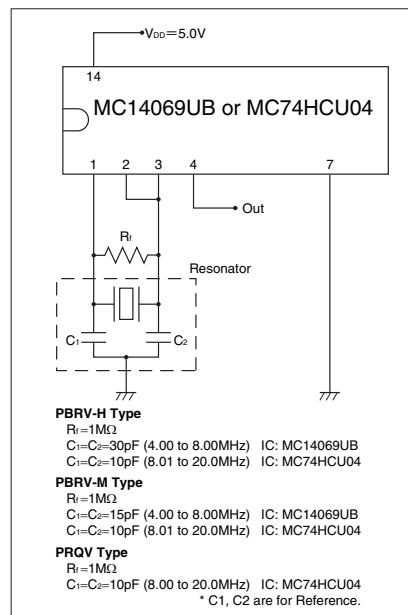 VDD=5.0V
14
MC14069UB or MC74HCU04
1 2 3 4 7
Out
Rf
Resonator
C1 C2
PBRV-H Type
Rf=1MΩ
C1=C2=30pF (4.00 to 8.00MHz) IC: MC14069UB
C1=C2=10pF (8.01 to 20.0MHz) IC: MC74HCU04
PBRV-M Type
Rf=1MΩ
C1=C2=15pF (4.00 to 8.00MHz) IC: MC14069UB
C1=C2=10pF (8.01 to 20.0MHz) IC: MC74HCU04
PRQV Type
Rf=1MΩ
C1=C2=10pF (8.00 to 20.0MHz) IC: MC74HCU04
* C1, C2 are for Reference.